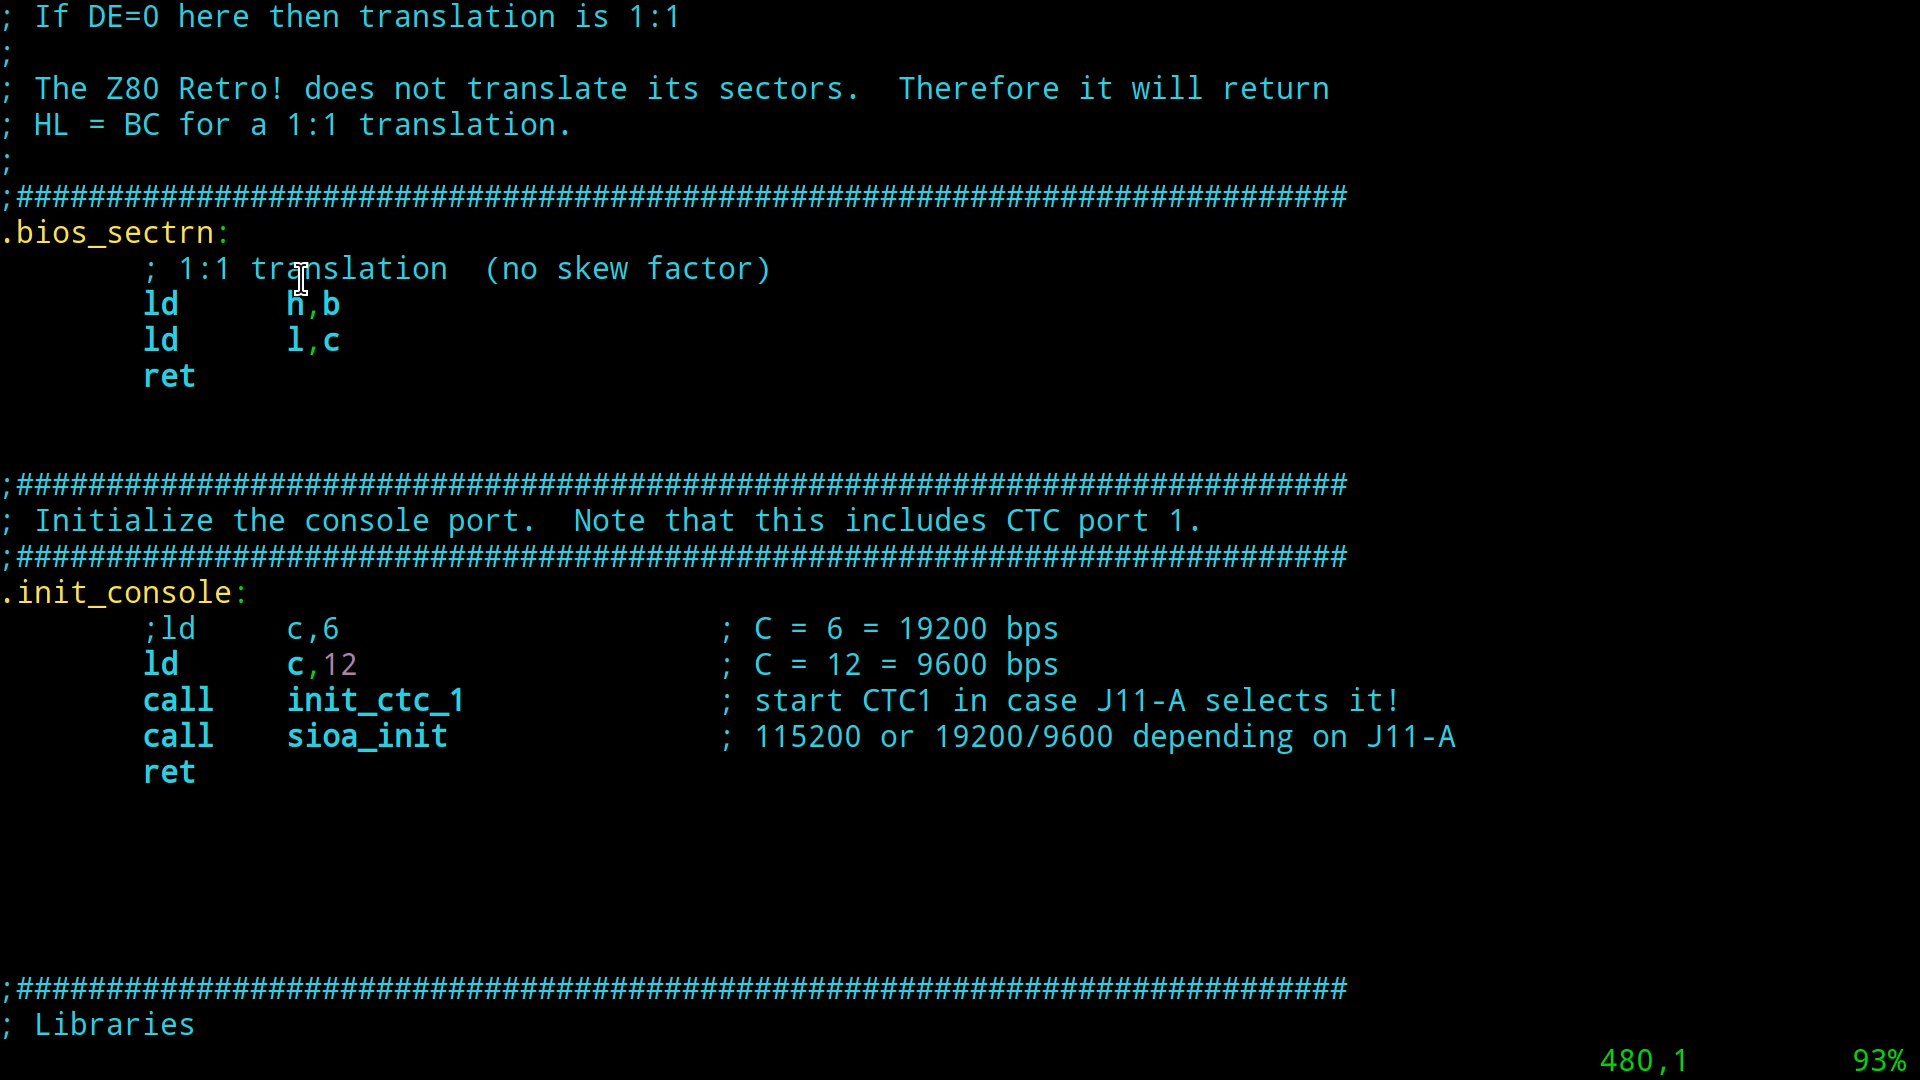 ; If DE=0 here then translation is 1:1
;
; The Z80 Retro! does not translate its sectors.  Therefore it will return
; HL = BC for a 1:1 translation.
;
;##########################################################################
.bios_sectrn:
        ; 1:1 translation  (no skew factor)
        ld      h,b
        ld      l,c
        ret
;##########################################################################
; Initialize the console port.  Note that this includes CTC port 1.
;##########################################################################
.init_console:
        ;ld     c,6                     ; C = 6 = 19200 bps
        ld      c,12                    ; C = 12 = 9600 bps
        call    init_ctc_1              ; start CTC1 in case J11-A selects it!
        call    sioa_init               ; 115200 or 19200/9600 depending on J11-A
        ret
;##########################################################################
; Libraries
480,1         93%